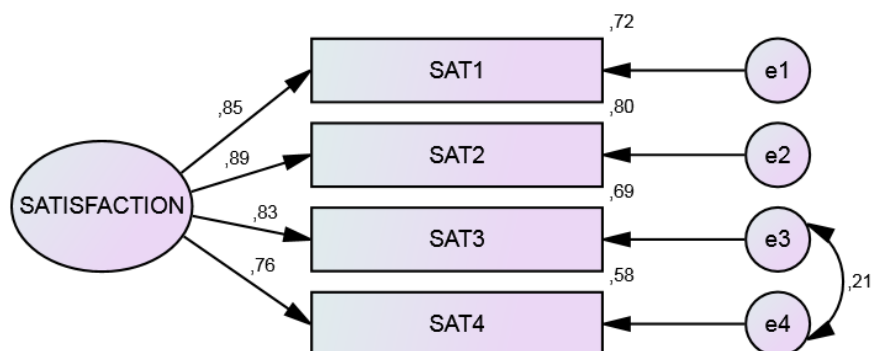 ,72
SAT1
e1
,85
,80
,89
SAT2
e2
SATISFACTION
,69
,83
SAT3
e3
,76
,58
,21
SAT4
e4